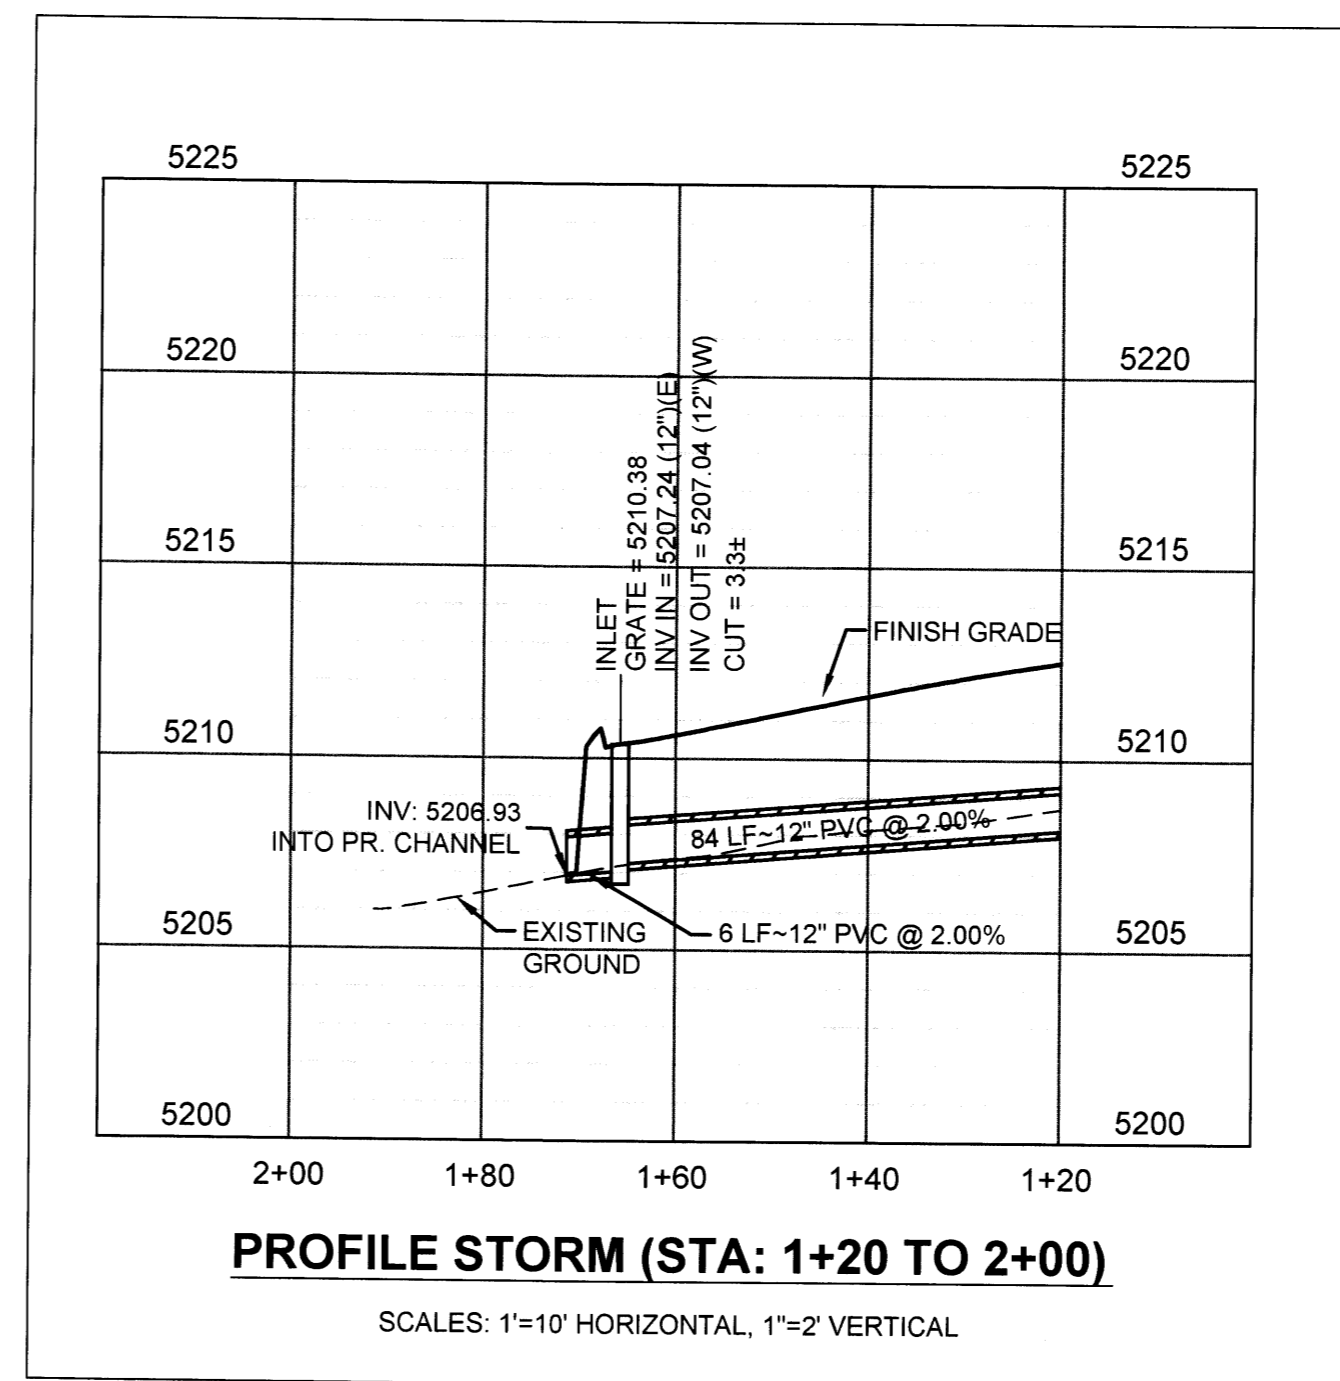 5225
5225
5220
5220
5215
5215
5210
5210
5205
5205
5200
5200
INLET
GRATE = 5210.38
INV IN = 5207.24 (12")(E)
INV OUT = 5207.04 (12")(W)
CUT = 3.3±
FINISH GRADE
INV: 5206.93
INTO PR. CHANNEL
84 LF~12" PVC @ 2.00%
EXISTING
GROUND
6 LF~12" PVC @ 2.00%
2+00
1+80
1+60
1+40
1+20
PROFILE STORM (STA: 1+20 TO 2+00)
SCALES: 1'=10' HORIZONTAL, 1"=2' VERTICAL